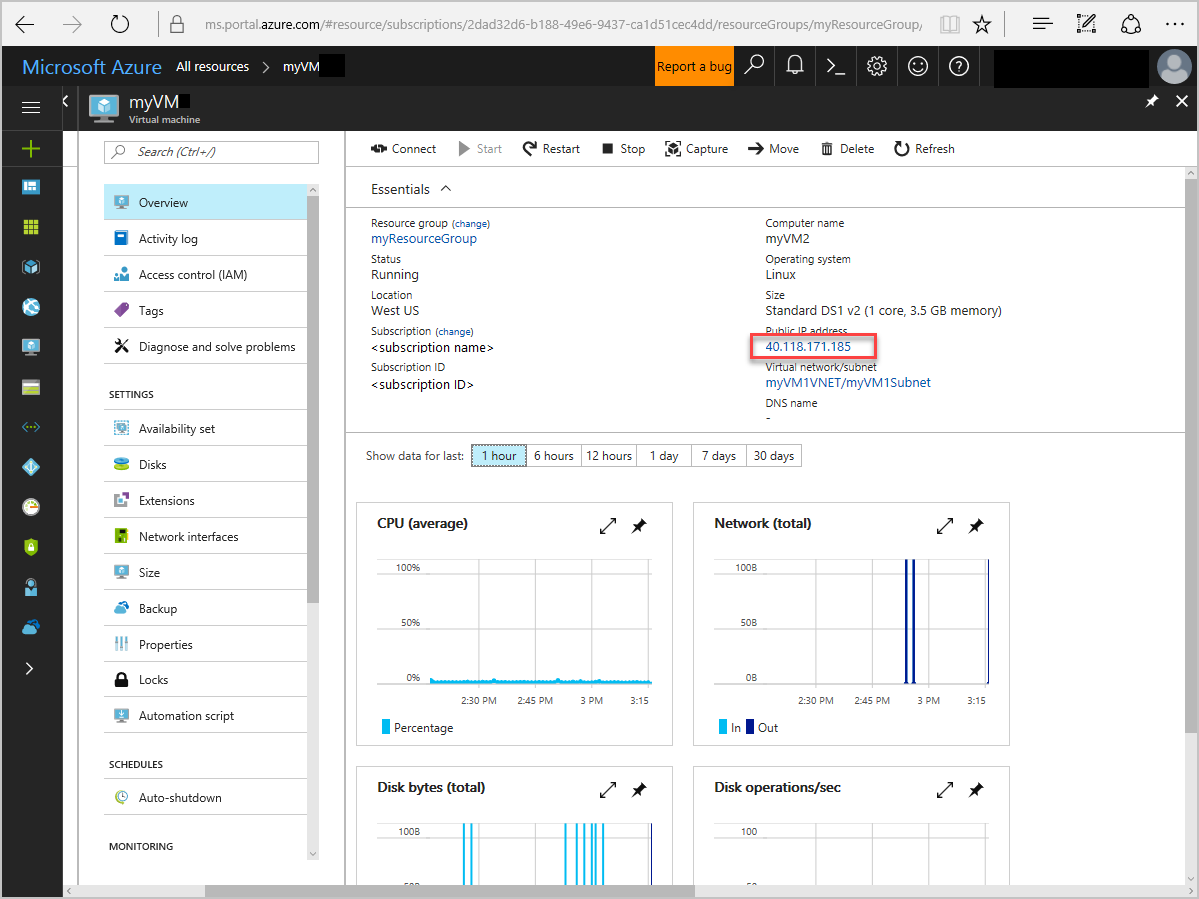 ms.portal.azure.com/#resource/subscriptions/2dad32d6-b188-49e6-9437-ca1d51cec4dd/resourceGroups/myResourceGroup/
Microsoft Azure All resources > myVM
Report a bug
myVM
Virtual machine
Search (Ctrl+/)
Overview
Activity log
Access control (IAM)
Tags
Diagnose and solve problems
SETTINGS
Availability set
Disks
Extensions
Network interfaces
Size
Backup
Properties
Locks
Automation script
SCHEDULES
Auto-shutdown
MONITORING
Connect Start Restart Stop Capture Move Delete Refresh
Essentials
Resource group (change)
myResourceGroup
Status
Running
Location
West US
Subscription (change)
<subscription name>
Subscription ID
<subscription ID>
Computer name
myVM2
Operating system
Linux
Size
Standard DS1 v2 (1 core, 3.5 GB memory)
Public IP address
40.118.171.185
Virtual network/subnet
myVM1VNET/myVM1Subnet
DNS name
-
Show data for last: 1 hour 6 hours 12 hours 1 day 7 days 30 days
CPU (average)
100%
50%
0%
2:30 PM 2:45 PM 3 PM 3:15
Percentage
Network (total)
100B
50B
0B
2:30 PM 2:45 PM 3 PM 3:15
In Out
Disk bytes (total)
100B
Disk operations/sec
100